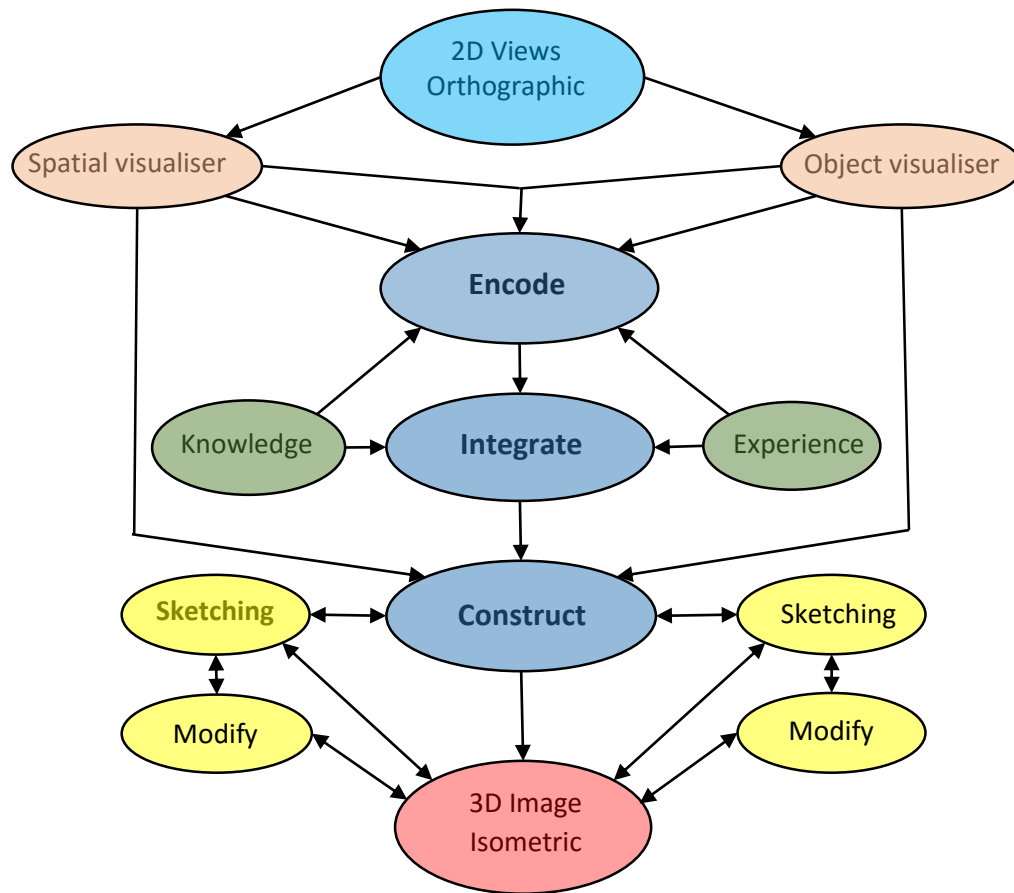 2D Views
Orthographic
Spatial visualiser
Object visualiser
Encode
Knowledge
Integrate
Experience
Sketching
Construct
Sketching
Modify
Modify
3D Image
Isometric